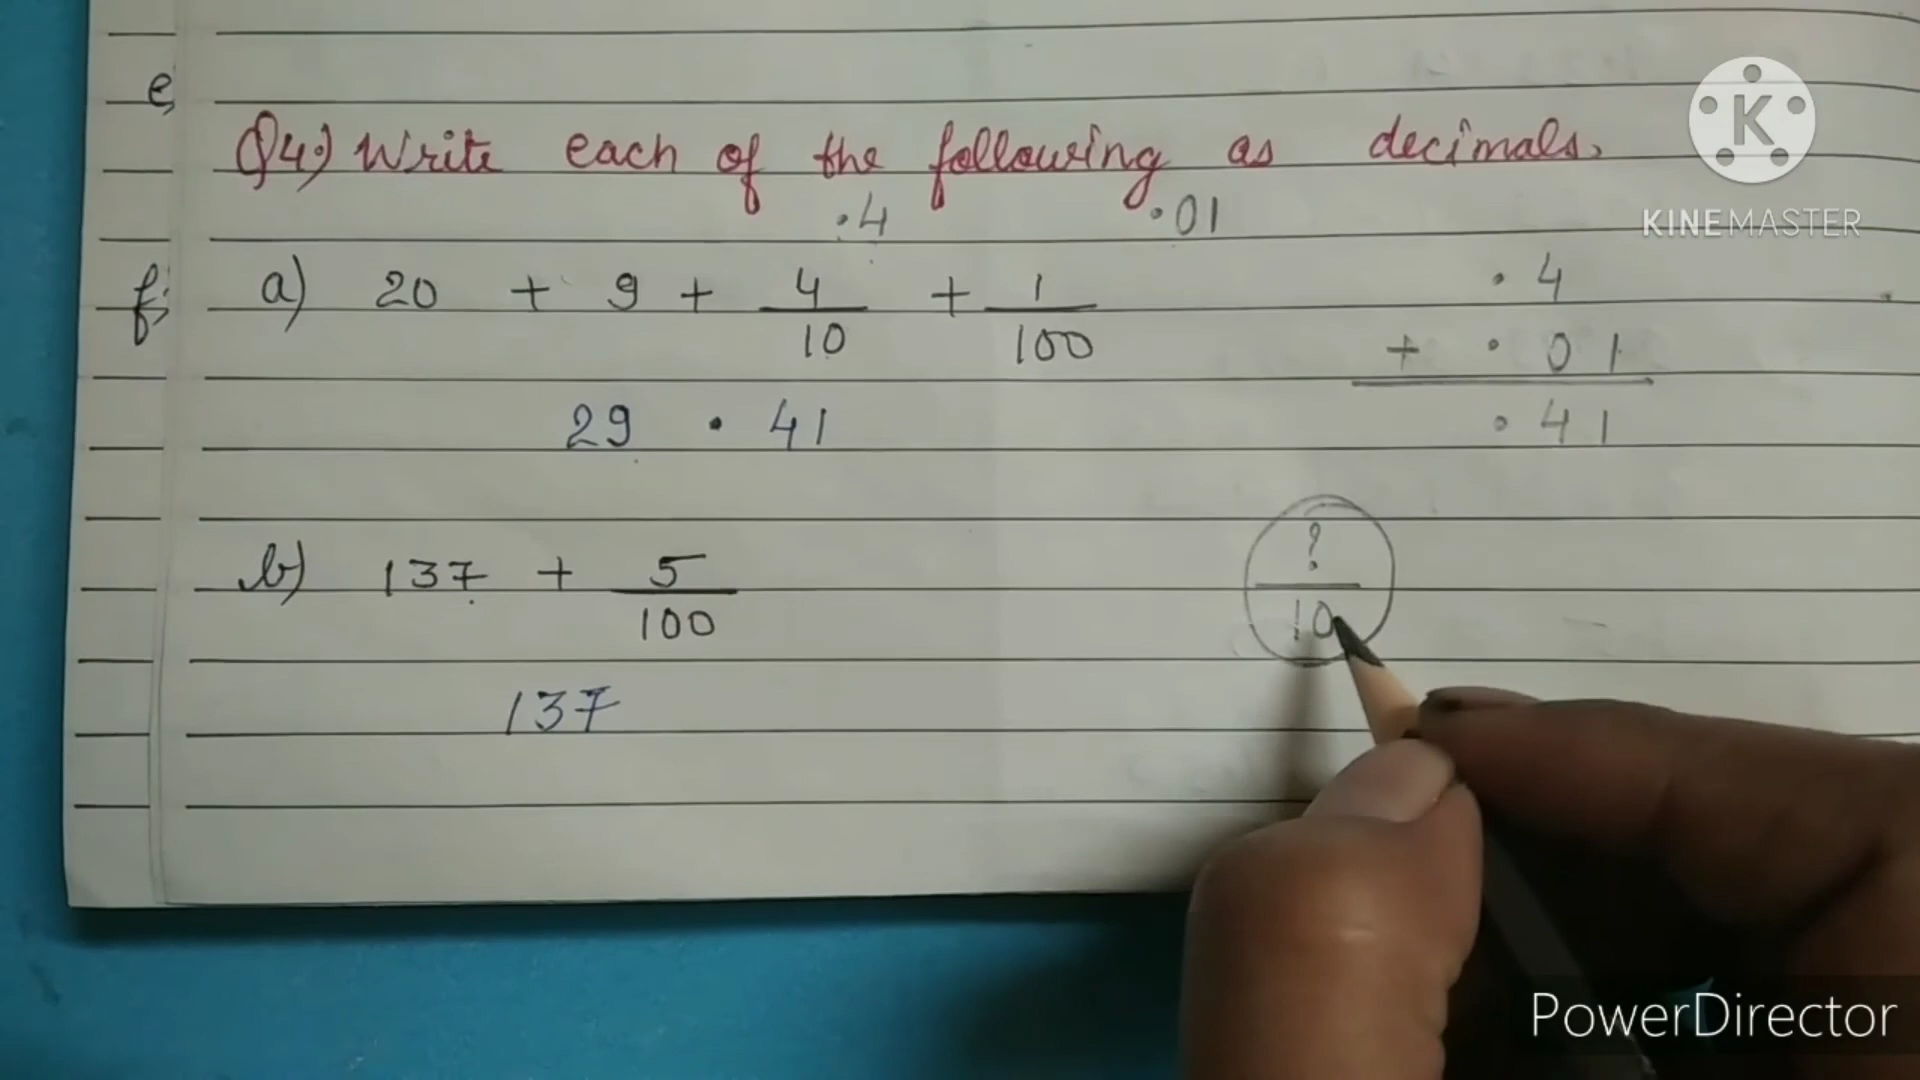 e,
Q4.) Write each of the following as decimals.
.4 .01
f; a) 20 + 9 + 4/10 + 1/100
29 . 41
.4
+ .01
.41
b) 137 + 5/100
137
?/10
K
KINEMASTER
PowerDirector